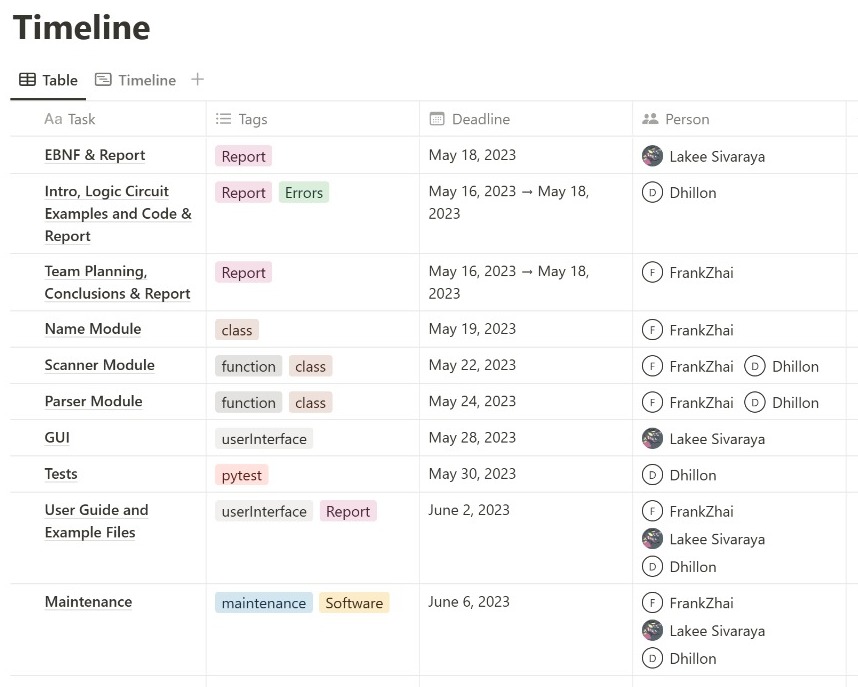 Timeline
Table Timeline +
Aa Task Tags Deadline Person
EBNF & Report Report May 18, 2023 Lakee Sivaraya
Intro, Logic Circuit Report Errors May 16, 2023 → May 18, D Dhillon
Examples and Code & 2023
Report
Team Planning, Report May 16, 2023 → May 18, F FrankZhai
Conclusions & Report 2023
Name Module class May 19, 2023 F FrankZhai
Scanner Module function class May 22, 2023 F FrankZhai D Dhillon
Parser Module function class May 24, 2023 F FrankZhai D Dhillon
GUI userInterface May 28, 2023 Lakee Sivaraya
Tests pytest May 30, 2023 D Dhillon
User Guide and userInterface Report June 2, 2023 F FrankZhai
Example Files Lakee Sivaraya
D Dhillon
Maintenance maintenance Software June 6, 2023 F FrankZhai
Lakee Sivaraya
D Dhillon